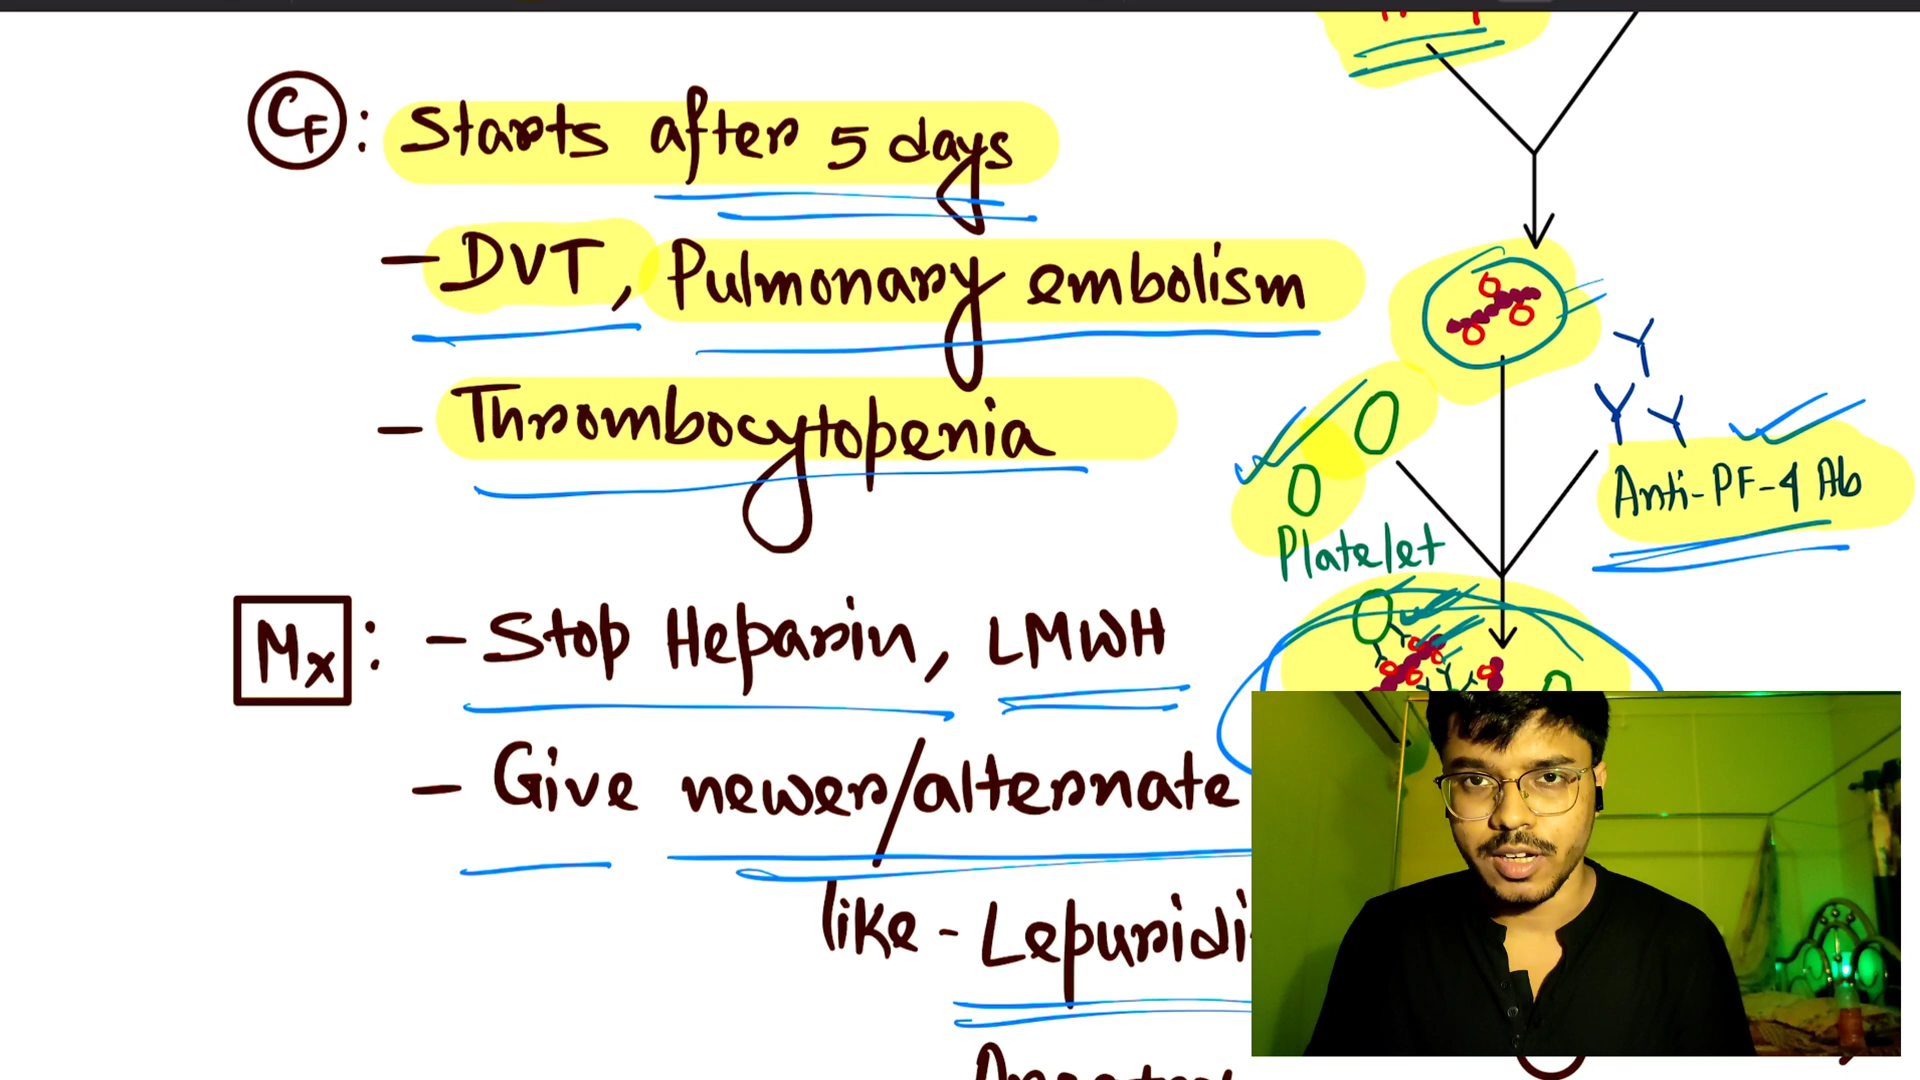 CF : Starts after 5 days
- DVT, Pulmonary embolism
- Thrombocytopenia
Anti-PF-4 Ab
Platelet
Mx : - Stop Heparin, LMWH
- Give newer/alternate
like - Lepuridi